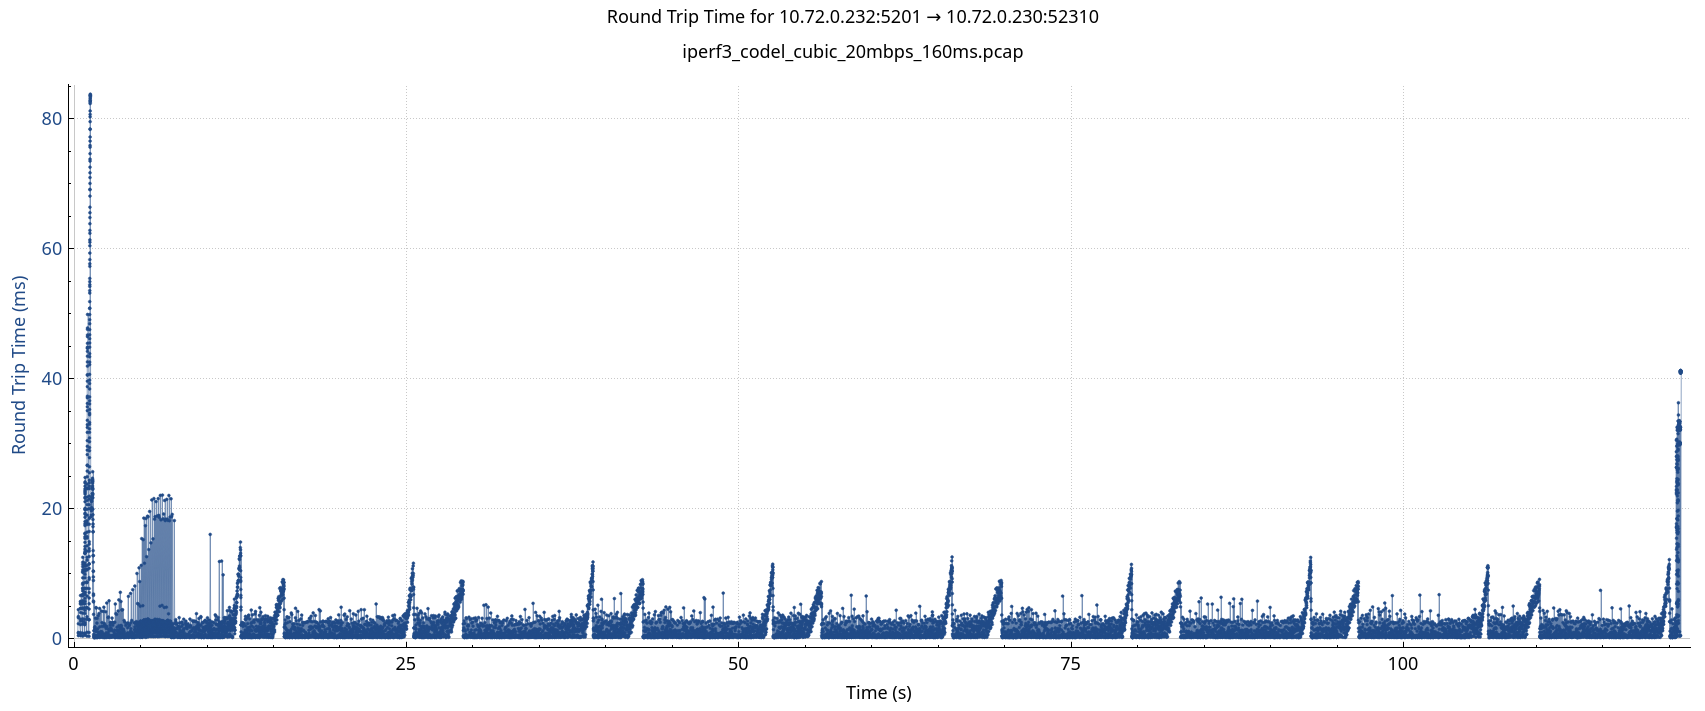 Round Trip Time for 10.72.0.232:5201 → 10.72.0.230:52310
iperf3_codel_cubic_20mbps_160ms.pcap
Round Trip Time (ms)
80
60
40
20
0
0 25 50 75 100
Time (s)